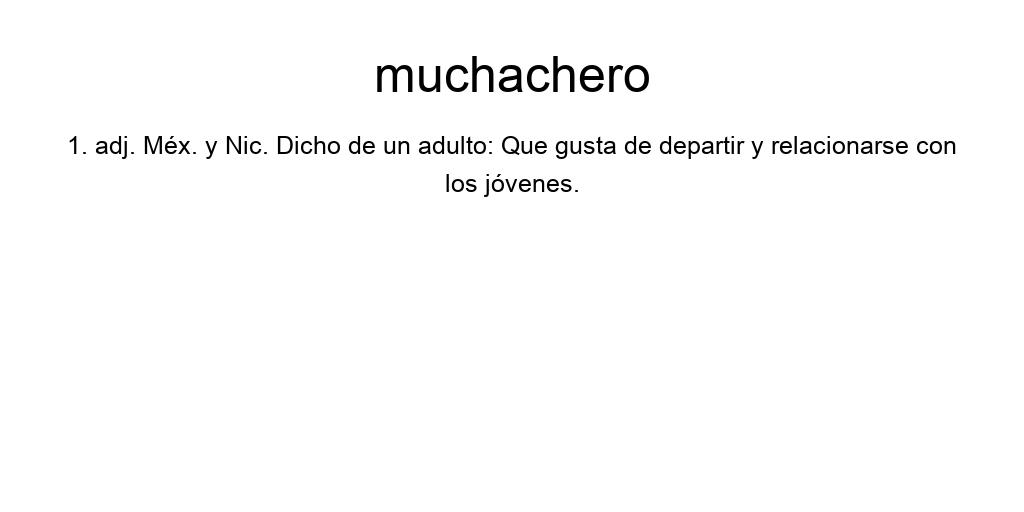 muchachero
1. adj. Méx. y Nic. Dicho de un adulto: Que gusta de departir y relacionarse con
los jóvenes.